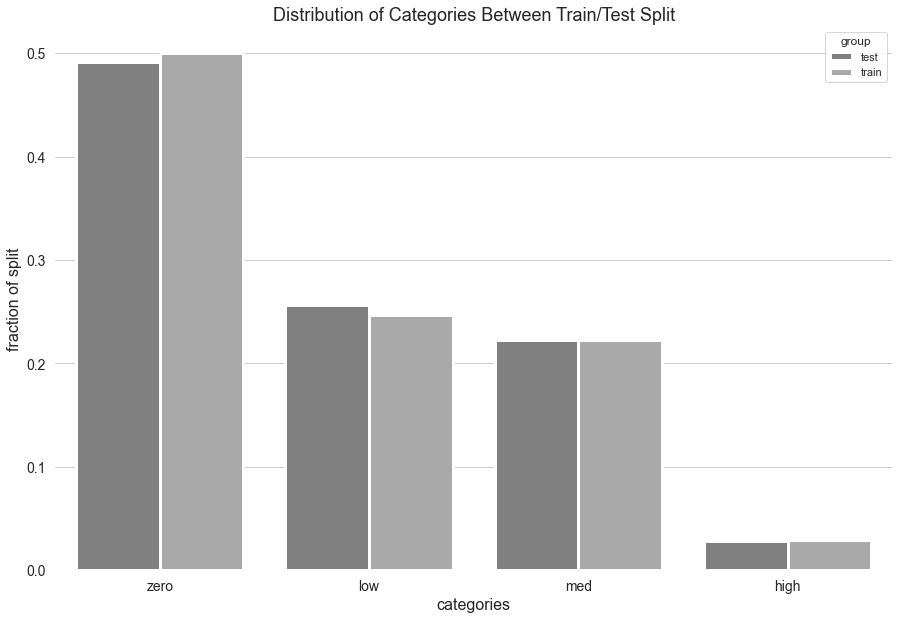 Distribution of Categories Between Train/Test Split
group
test
train
fraction of split
0.5
0.4
0.3
0.2
0.1
0.0
zero low med high
categories